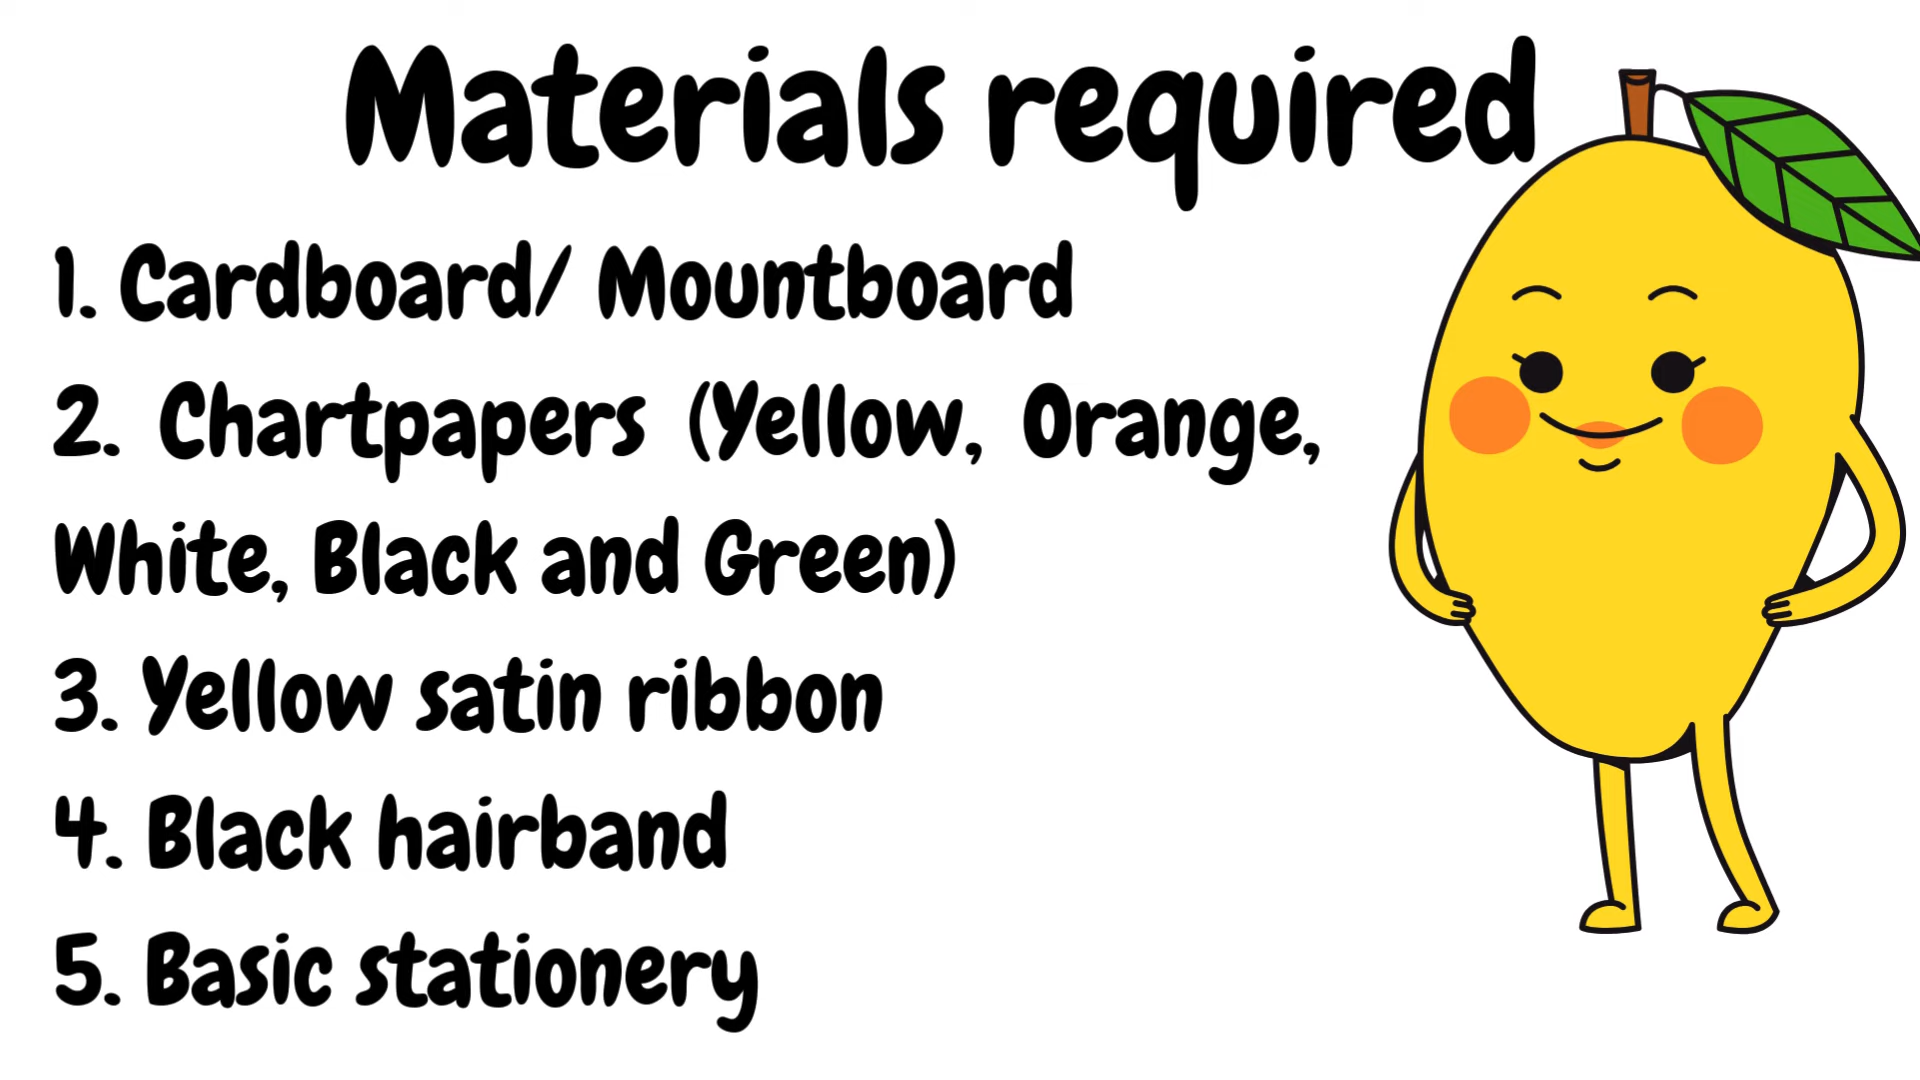 Materials required
1. Cardboard/ Mountboard
2. Chartpapers (Yellow, Orange,
White, Black and Green)
3. Yellow satin ribbon
4. Black hairband
5. Basic stationery